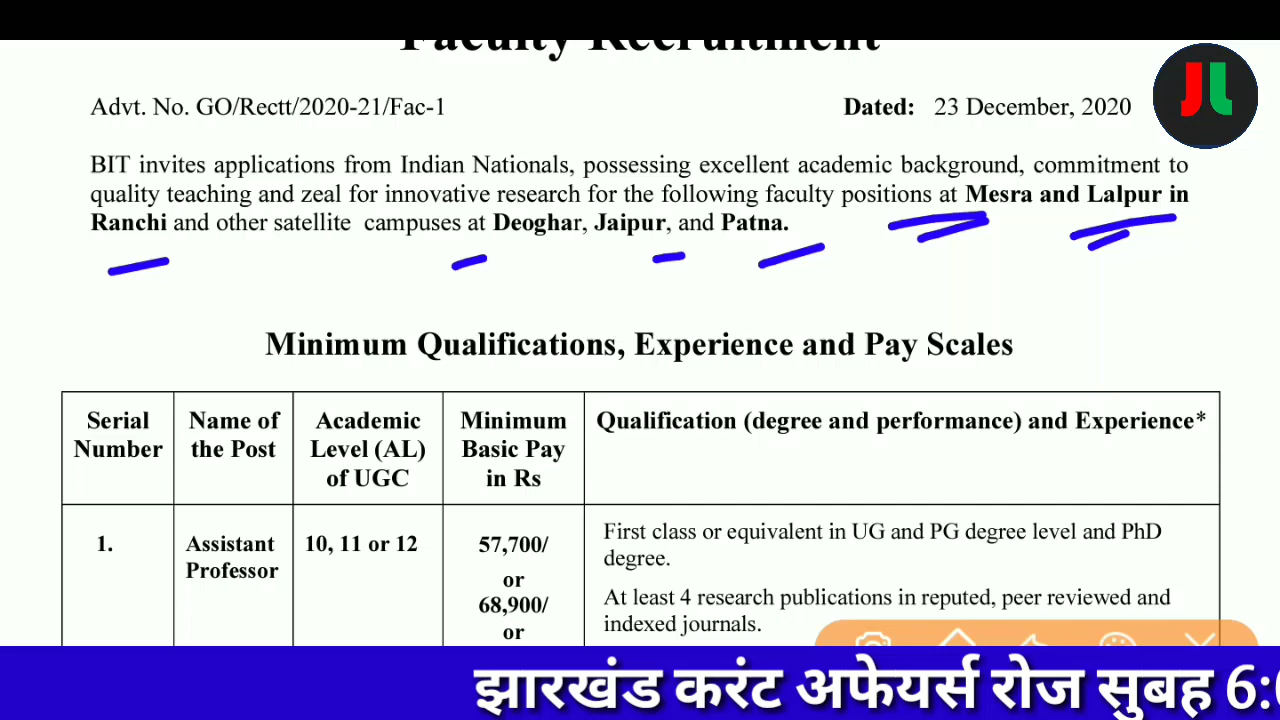 Faculty Recruitment
Advt. No. GO/Rectt/2020-21/Fac-1 Dated: 23 December, 2020
BIT invites applications from Indian Nationals, possessing excellent academic background, commitment to
quality teaching and zeal for innovative research for the following faculty positions at Mesra and Lalpur in
Ranchi and other satellite campuses at Deoghar, Jaipur, and Patna.
Minimum Qualifications, Experience and Pay Scales
Serial Number
Name of the Post
Academic Level (AL) of UGC
Minimum Basic Pay in Rs
Qualification (degree and performance) and Experience*
1.
Assistant
Professor
10, 11 or 12
57,700/
or
68,900/
or
First class or equivalent in UG and PG degree level and PhD
degree.
At least 4 research publications in reputed, peer reviewed and
indexed journals.
JL
झारखंड करंट अफेयर्स रोज सुबह 6: